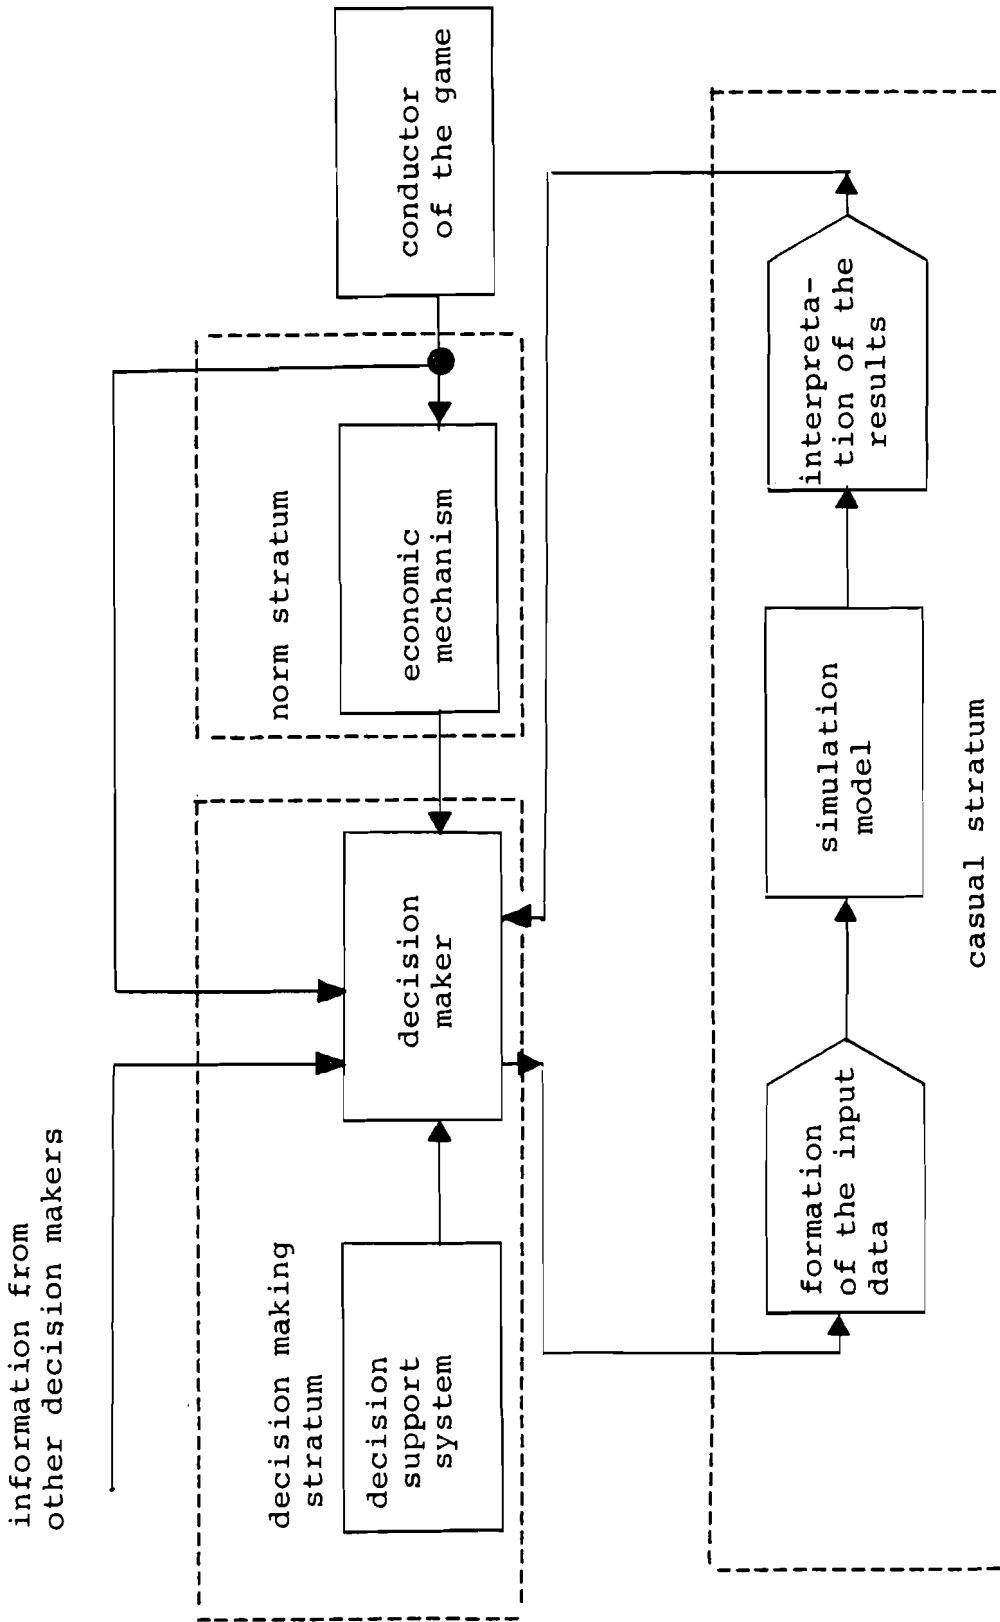 information from
other decision makers
decision making
stratum
decision
support
system
decision
maker
norm stratum
economic
mechanism
conductor
of the game
formation
of the input
data
simulation
model
interpreta-
tion of the
results
casual stratum